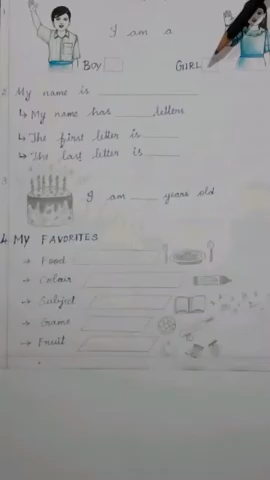 1.
I am a
BOY GIRL
2. My name is
↳ My name has letters
↳ The first letter is
↳ The last letter is
3.
I am years old
4. MY FAVORITES
→ Food
→ Colour
→ Subject
→ Game
→ Fruit